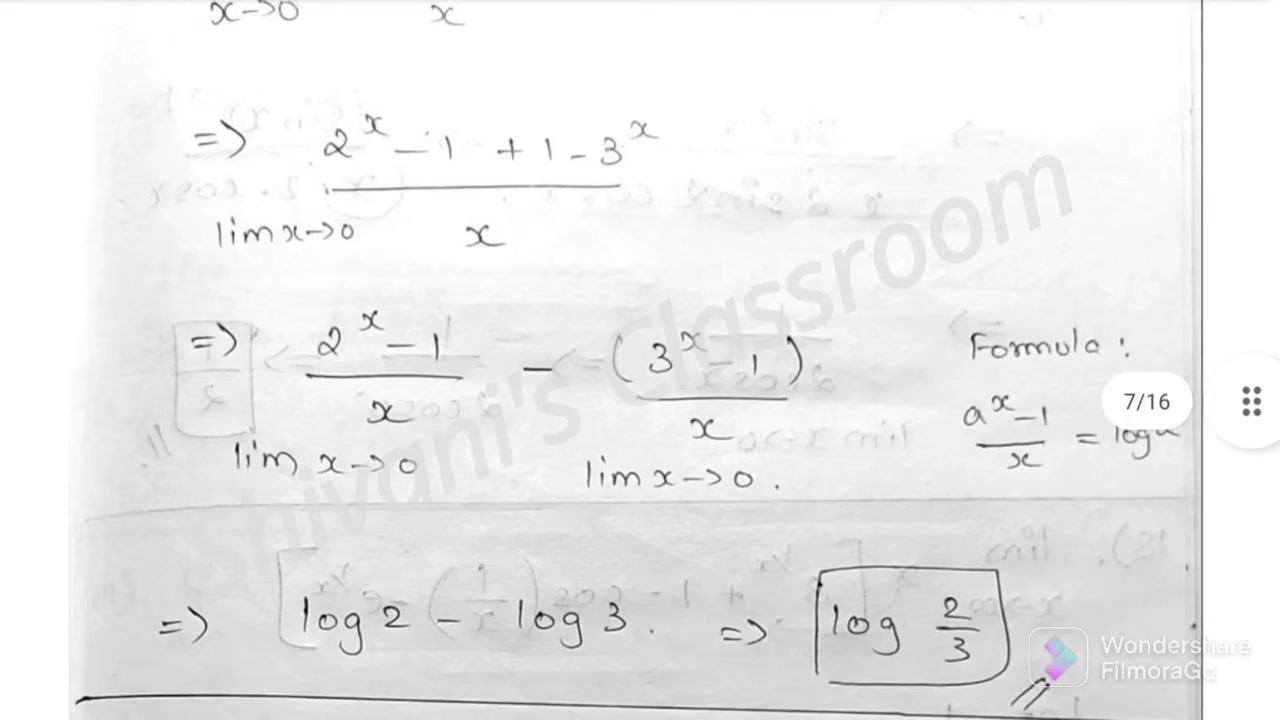 x->0 x
=> 2^x - 1 + 1 - 3^x
lim x->0 x
=> 2^x - 1 - (3^x - 1)
x x
lim x->0 lim x->0.
Formula:
a^x - 1
x = log
=> log 2 - log 3. => log 2/3
7/16
Shivani's Classroom
Wondershare
FilmoraGo